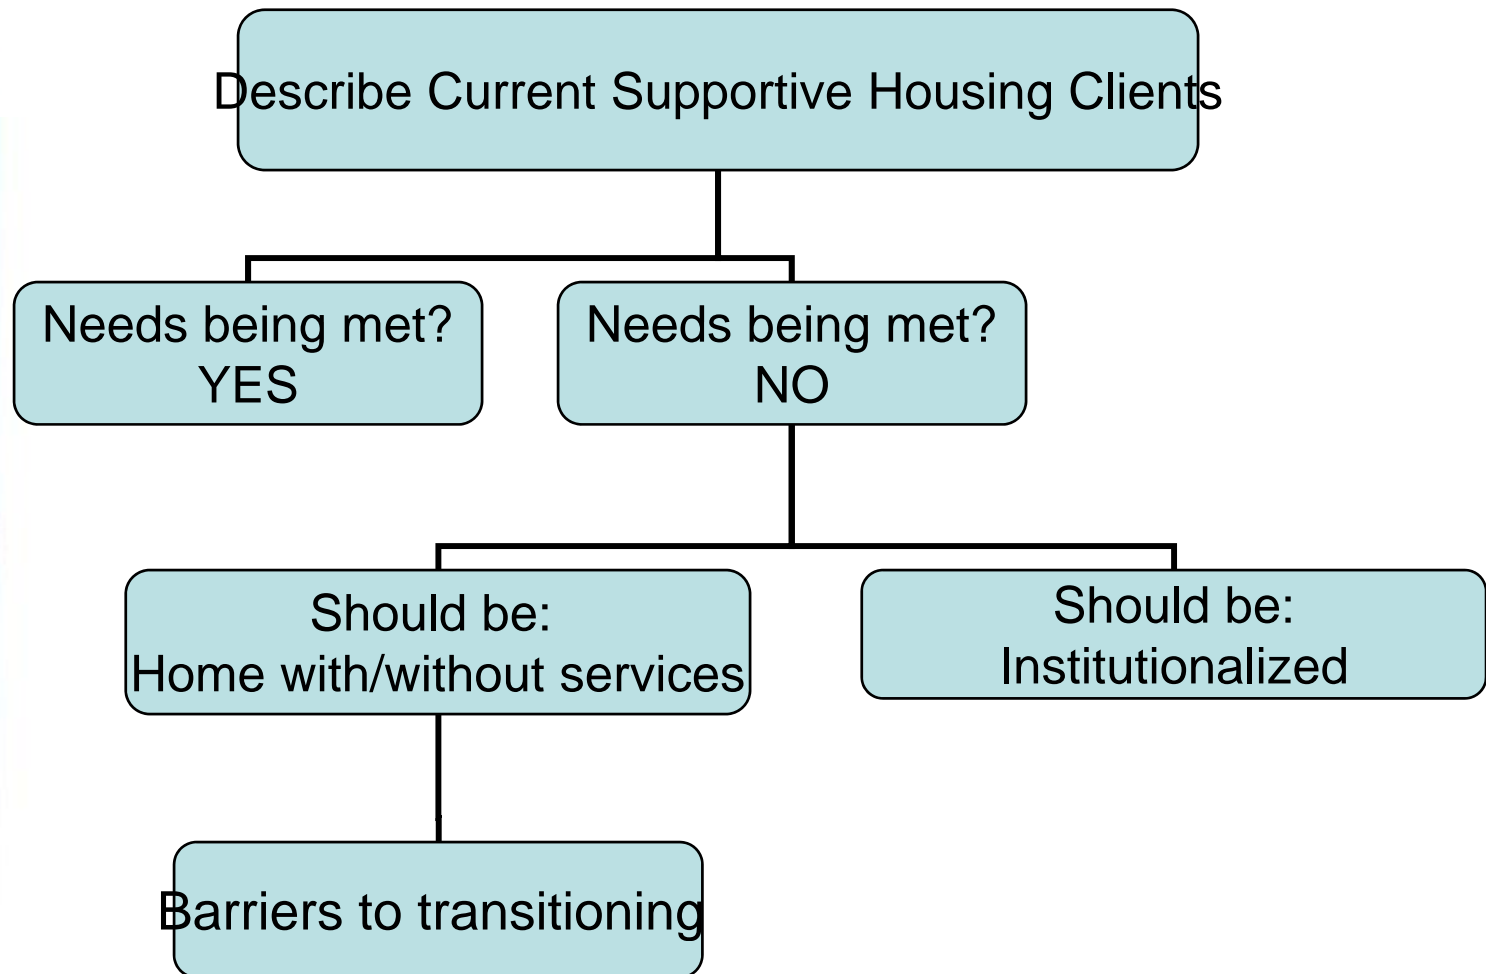 Describe Current Supportive Housing Clients
Needs being met?
YES
Needs being met?
NO
Should be:
Home with/without services
Should be:
Institutionalized
Barriers to transitioning